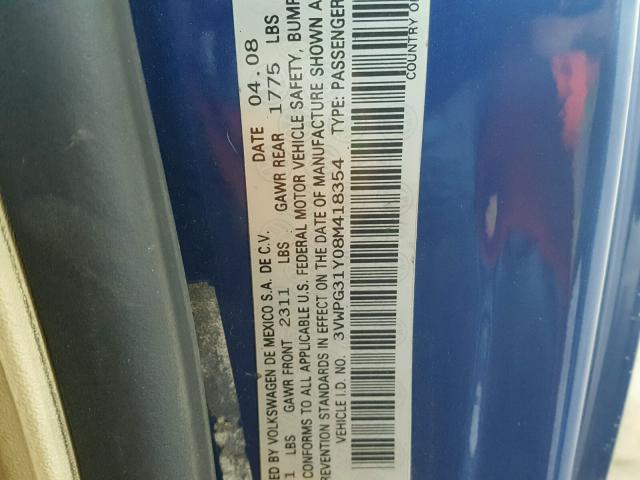 ED BY VOLKSWAGEN DE MEXICO S.A. DE C.V. DATE 04.08
1 LBS GAWR FRONT 2311 LBS GAWR REAR 1775 LBS
CONFORMS TO ALL APPLICABLE U.S. FEDERAL MOTOR VEHICLE SAFETY, BUMP
REVENTION STANDARDS IN EFFECT ON THE DATE OF MANUFACTURE SHOWN A
VEHICLE I.D. NO. 3VWPG31Y08M418354 TYPE: PASSENGER
COUNTRY O